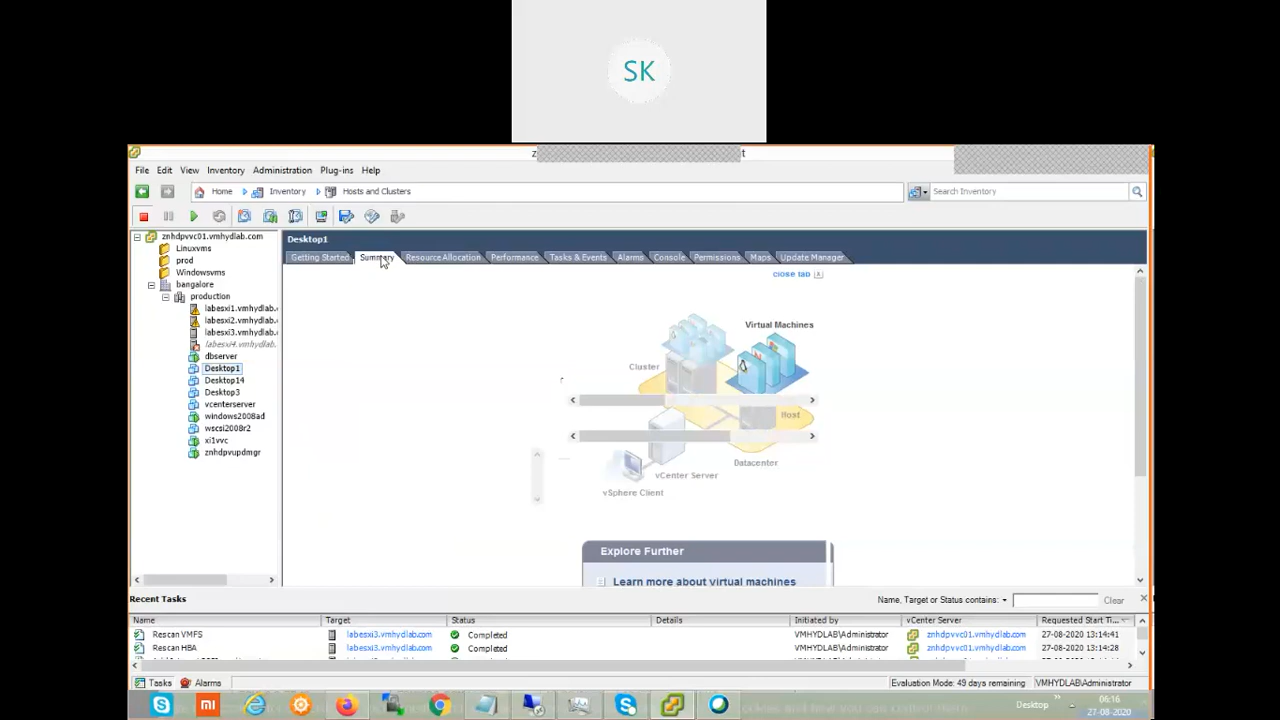 SK
z t
File Edit View Inventory Administration Plug-ins Help
Home Inventory Hosts and Clusters Search Inventory
znhdpvvc01.vmhydlab.com
Linuxvms
prod
Windowsvms
bangalore
production
labesxi1.vmhydlab.
labesxi2.vmhydlab.
labesxi3.vmhydlab.
labesxi4.vmhydlab.
dbserver
Desktop1
Desktop14
Desktop3
vcenterserver
windows2008ad
wscsi2008r2
xi1vvc
znhdpvupdmgr
Desktop1
Getting Started Summary Resource Allocation Performance Tasks & Events Alarms Console Permissions Maps Update Manager
close tab
Virtual Machines
Cluster
Host
Datacenter
vCenter Server
vSphere Client
Explore Further
Learn more about virtual machines
Recent Tasks Name, Target or Status contains: Clear
Name Target Status Details Initiated by vCenter Server Requested Start Ti...
Rescan VMFS labesxi3.vmhydlab.com Completed VMHYDLAB\Administrator znhdpvvc01.vmhydlab.com 27-08-2020 13:14:41
Rescan HBA labesxi3.vmhydlab.com Completed VMHYDLAB\Administrator znhdpvvc01.vmhydlab.com 27-08-2020 13:14:28
Tasks Alarms Evaluation Mode: 49 days remaining VMHYDLAB\Administrator
Desktop 06:16
27-08-2020